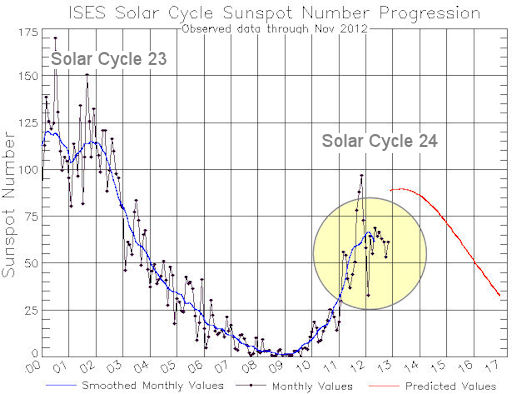 ISES Solar Cycle Sunspot Number Progression
Observed data through Nov 2012
Solar Cycle 23
Solar Cycle 24
Sunspot Number
175
150
125
100
75
50
25
0
00 01 02 03 04 05 06 07 08 09 10 11 12 13 14 15 16 17
Smoothed Monthly Values Monthly Values Predicted Values